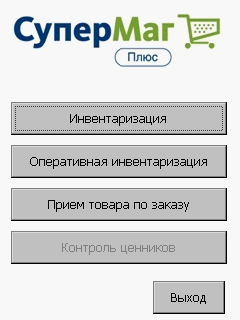 СуперМаг
Плюс
Инвентаризация
Оперативная инвентаризация
Прием товара по заказу
Контроль ценников
Выход